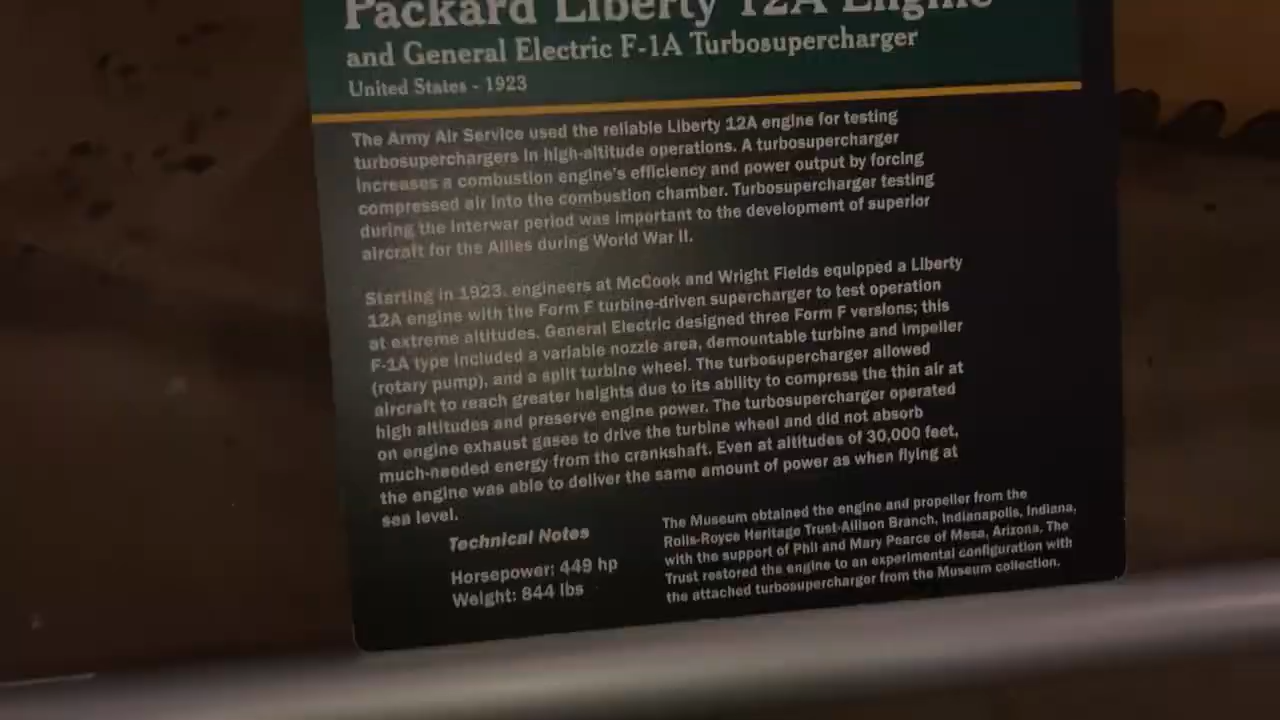 Packard Liberty 12A Engine
and General Electric F-1A Turbosupercharger
United States - 1923
The Army Air Service used the reliable Liberty 12A engine for testing
turbosuperchargers in high-altitude operations. A turbosupercharger
increases a combustion engine's efficiency and power output by forcing
compressed air into the combustion chamber. Turbosupercharger testing
during the interwar period was important to the development of superior
aircraft for the Allies during World War II.
Starting in 1923, engineers at McCook and Wright Fields equipped a Liberty
12A engine with the Form F turbine-driven supercharger to test operation
at extreme altitudes. General Electric designed three Form F versions; this
F-1A type included a variable nozzle area, demountable turbine and impeller
(rotary pump), and a split turbine wheel. The turbosupercharger allowed
aircraft to reach greater heights due to its ability to compress the thin air at
high altitudes and preserve engine power. The turbosupercharger operated
on engine exhaust gases to drive the turbine wheel and did not absorb
much-needed energy from the crankshaft. Even at altitudes of 30,000 feet,
the engine was able to deliver the same amount of power as when flying at
sea level.
Technical Notes
Horsepower: 449 hp
Weight: 844 lbs
The Museum obtained the engine and propeller from the
Rolls-Royce Heritage Trust-Allison Branch, Indianapolis, Indiana,
with the support of Phil and Mary Pearce of Mesa, Arizona. The
Trust restored the engine to an experimental configuration with
the attached turbosupercharger from the Museum collection.